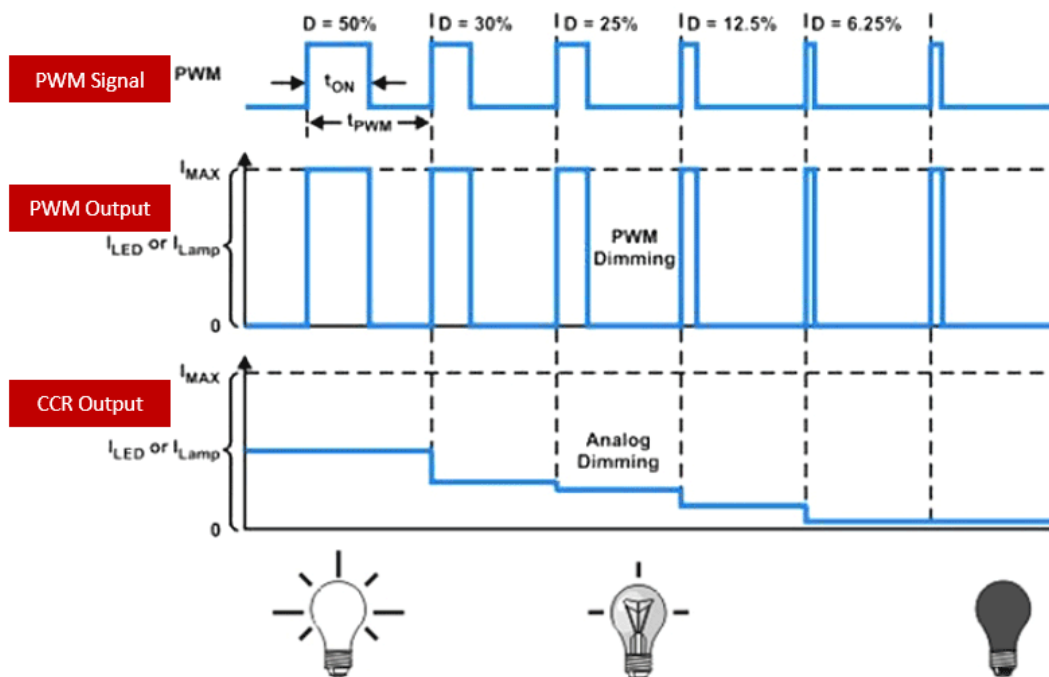 D = 50% D = 30% D = 25% D = 12.5% D = 6.25%
PWM Signal
PWM
tON
tPWM
IMAX
PWM Output
ILED or ILamp
PWM
Dimming
0
IMAX
CCR Output
ILED or ILamp
Analog
Dimming
0